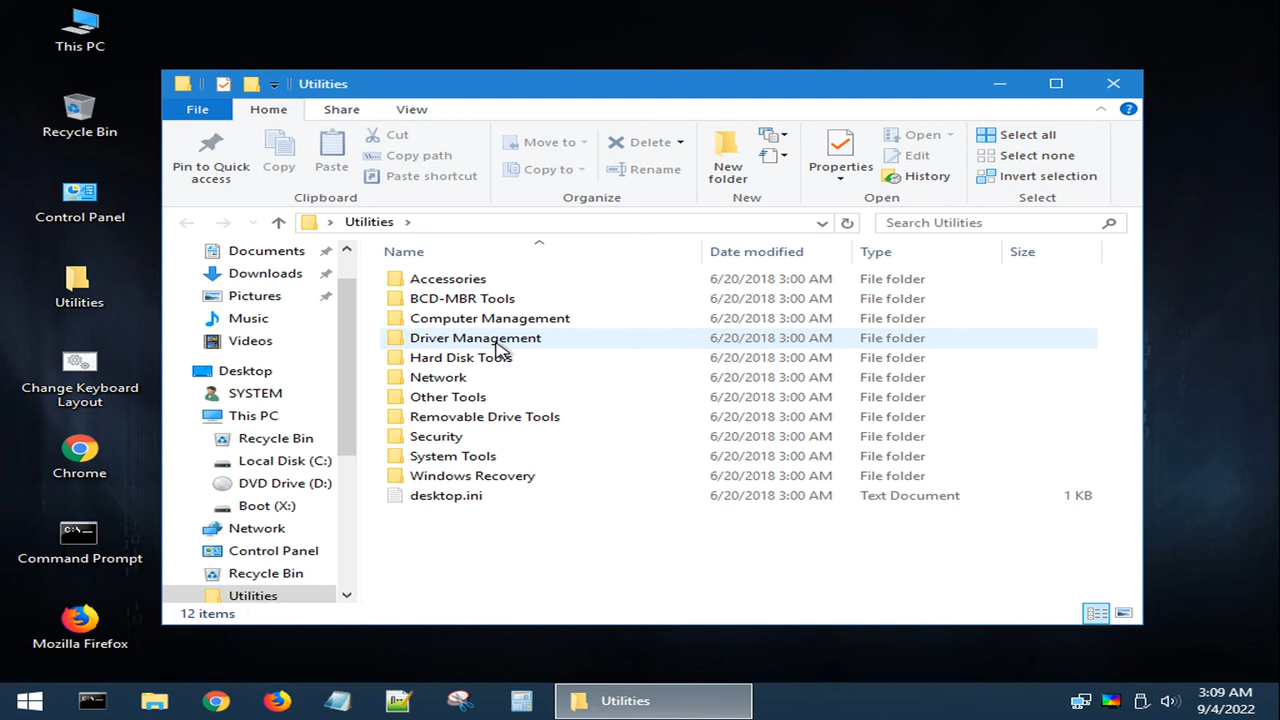 This PC
Recycle Bin
Control Panel
Utilities
Change Keyboard
Layout
Chrome
Command Prompt
Mozilla Firefox
Utilities
File
Home
Share
View
Pin to Quick
access
Copy
Paste
Cut
Copy path
Paste shortcut
Clipboard
Move to
Copy to
Delete
Rename
Organize
New
folder
New
Properties
Open
Edit
History
Open
Select all
Select none
Invert selection
Select
Utilities
Search Utilities
Documents
Downloads
Pictures
Music
Videos
Desktop
SYSTEM
This PC
Recycle Bin
Local Disk (C:)
DVD Drive (D:)
Boot (X:)
Network
Control Panel
Recycle Bin
Utilities
Name Date modified Type Size
Accessories 6/20/2018 3:00 AM File folder
BCD-MBR Tools 6/20/2018 3:00 AM File folder
Computer Management 6/20/2018 3:00 AM File folder
Driver Management 6/20/2018 3:00 AM File folder
Hard Disk Tools 6/20/2018 3:00 AM File folder
Network 6/20/2018 3:00 AM File folder
Other Tools 6/20/2018 3:00 AM File folder
Removable Drive Tools 6/20/2018 3:00 AM File folder
Security 6/20/2018 3:00 AM File folder
System Tools 6/20/2018 3:00 AM File folder
Windows Recovery 6/20/2018 3:00 AM File folder
desktop.ini 6/20/2018 3:00 AM Text Document 1 KB
12 items
Utilities
3:09 AM
9/4/2022